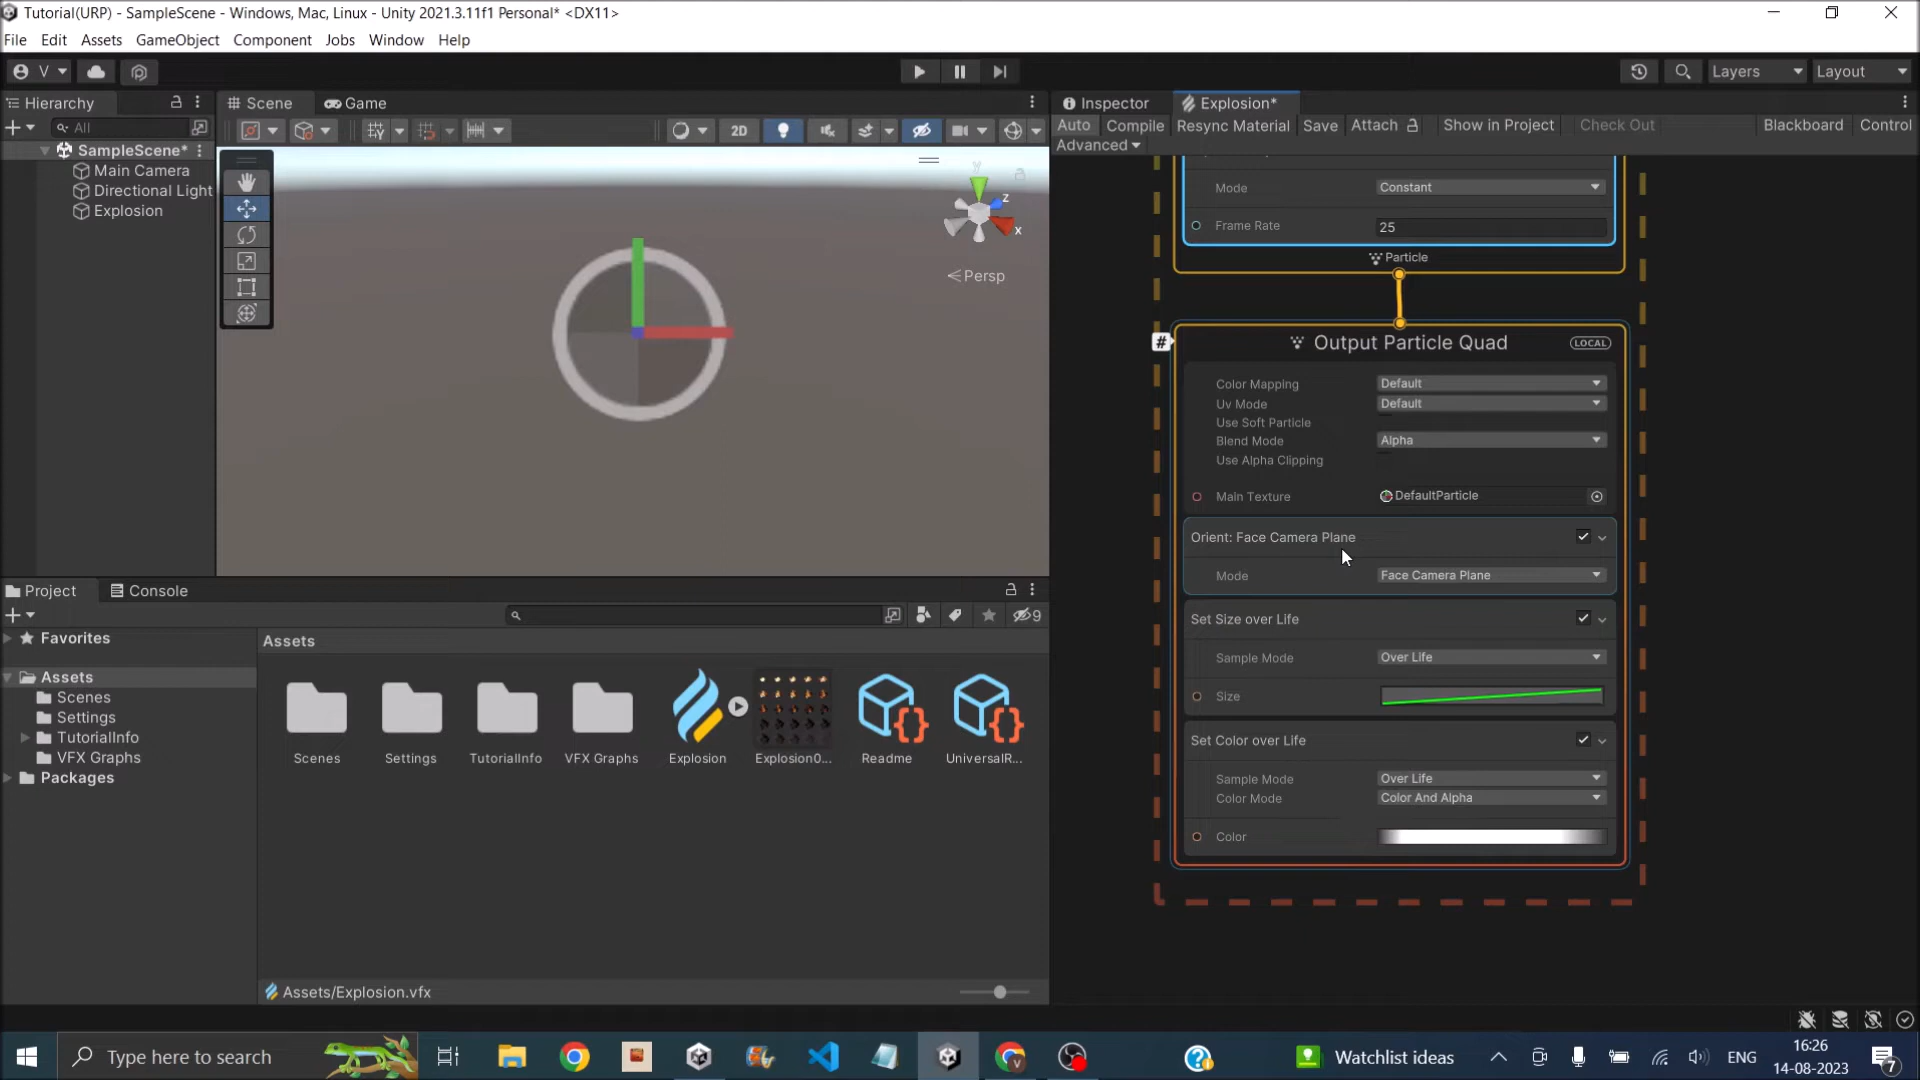 Tutorial(URP) - SampleScene - Windows, Mac, Linux - Unity 2021.3.11f1 Personal* <DX11>
File Edit Assets GameObject Component Jobs Window Help
V
Layers Layout
Hierarchy
Scene Game
Inspector Explosion*
All
2D
Auto Compile Resync Material Save Attach Show in Project Check Out Blackboard Control
Advanced
SampleScene*
Main Camera
Directional Light
Explosion
y
z
x
Persp
Mode Constant
Frame Rate 25
Particle
# Output Particle Quad LOCAL
Color Mapping Default
Uv Mode Default
Use Soft Particle
Blend Mode Alpha
Use Alpha Clipping
Main Texture DefaultParticle
Orient: Face Camera Plane
Mode Face Camera Plane
Set Size over Life
Sample Mode Over Life
Size
Set Color over Life
Sample Mode Over Life
Color Mode Color And Alpha
Color
Project Console
9
Favorites
Assets
Scenes
Settings
TutorialInfo
VFX Graphs
Packages
Assets
Scenes Settings TutorialInfo VFX Graphs Explosion Explosion0... Readme UniversalR...
Assets/Explosion.vfx
Type here to search
Watchlist ideas
ENG
16:26
14-08-2023
7